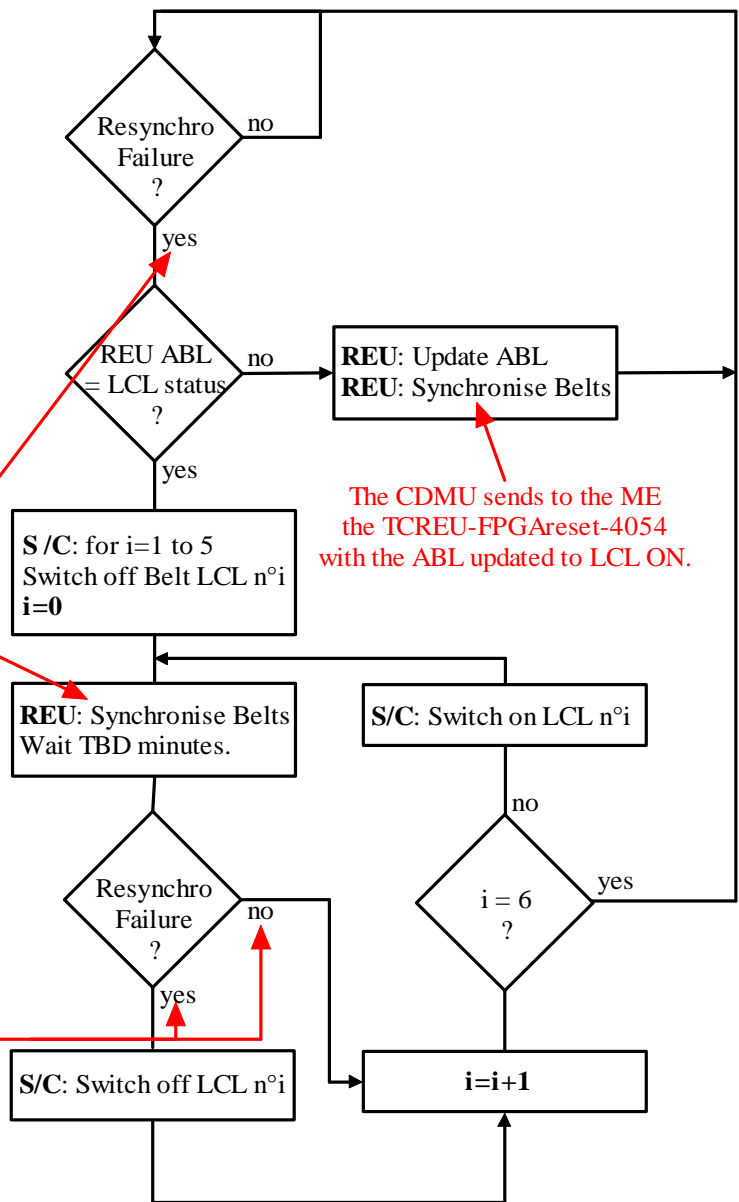 Resynchro
Failure
?
no
yes
REU ABL
= LCL status
?
no
yes
REU: Update ABL
REU: Synchronise Belts
The CDMU sends to the ME
the TCREU-FPGAreset-4054
with the ABL updated to LCL ON.
S /C: for i=1 to 5
Switch off Belt LCL n°i
i=0
REU: Synchronise Belts
Wait TBD minutes.
S/C: Switch on LCL n°i
no
Resynchro
Failure
?
no
yes
i = 6
?
yes
S/C: Switch off LCL n°i
i=i+1